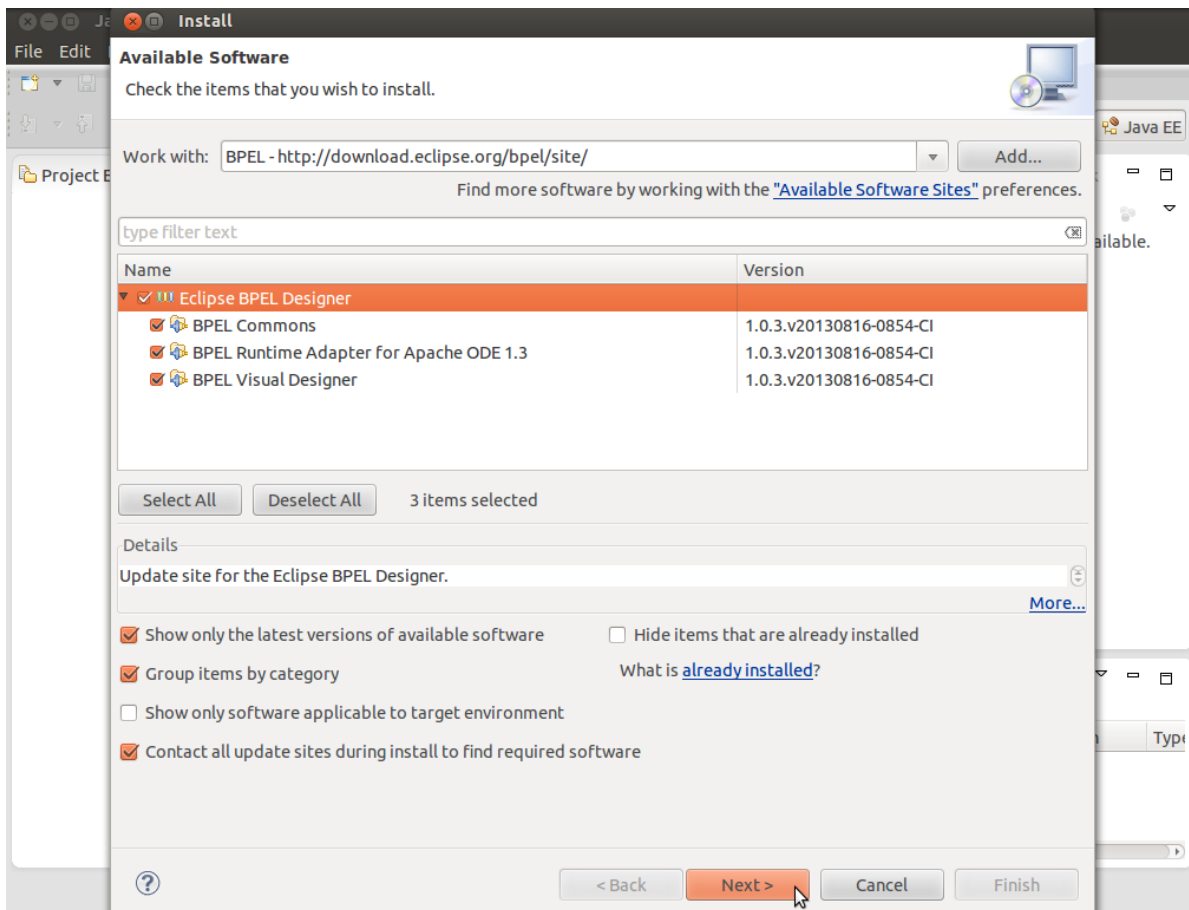 Install
File Edit
Available Software
Check the items that you wish to install.
Java EE
Work with: BPEL - http://download.eclipse.org/bpel/site/ Add...
Project E
Find more software by working with the "Available Software Sites" preferences.
type filter text
ailable.
Name Version
Eclipse BPEL Designer
BPEL Commons 1.0.3.v20130816-0854-CI
BPEL Runtime Adapter for Apache ODE 1.3 1.0.3.v20130816-0854-CI
BPEL Visual Designer 1.0.3.v20130816-0854-CI
Select All Deselect All 3 items selected
Details
Update site for the Eclipse BPEL Designer.
More...
Show only the latest versions of available software Hide items that are already installed
Group items by category What is already installed?
Show only software applicable to target environment
Type
Contact all update sites during install to find required software
? < Back Next > Cancel Finish